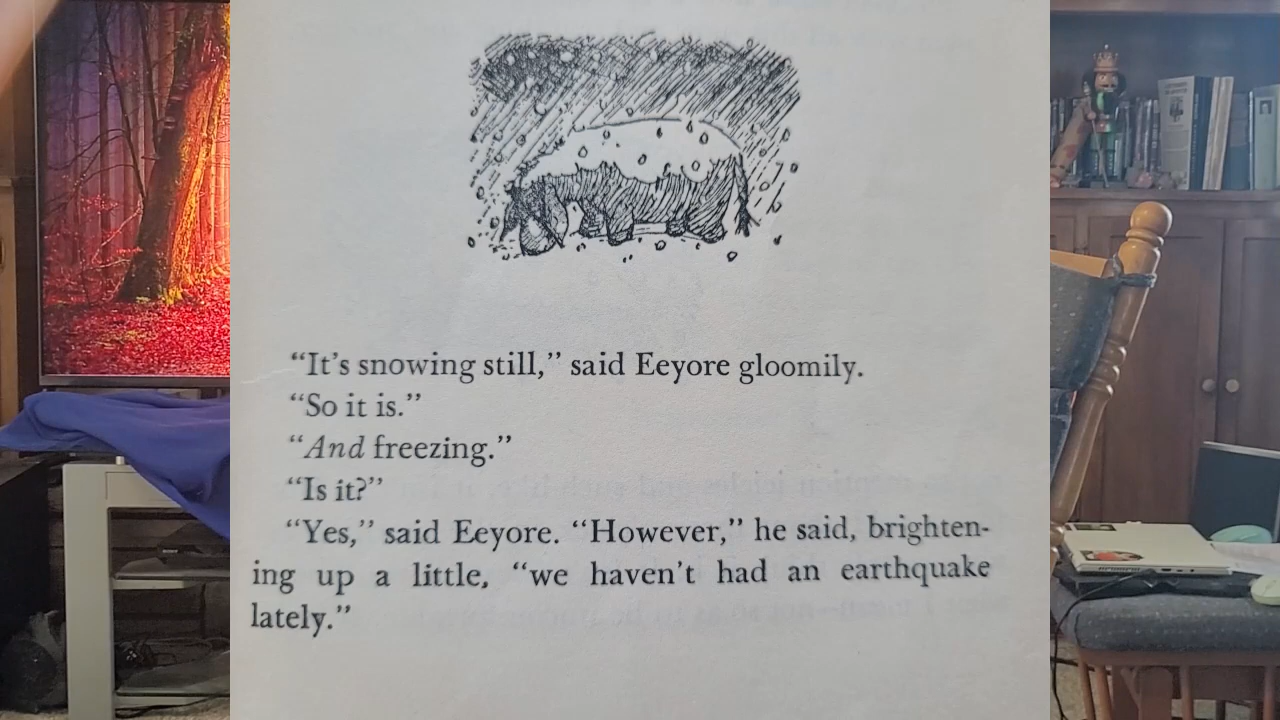 “It’s snowing still,” said Eeyore gloomily.
“So it is.”
“And freezing.”
“Is it?”
“Yes,” said Eeyore. “However,” he said, brighten-
ing up a little, “we haven’t had an earthquake
lately.”